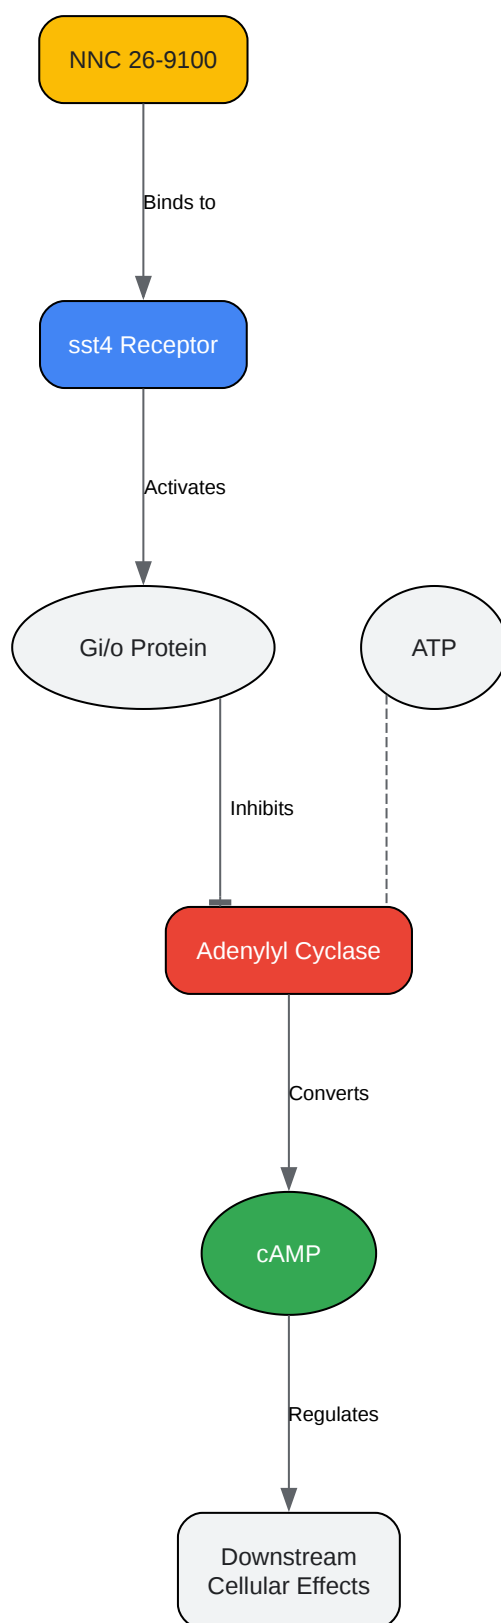 NNC 26-9100
Binds to
sst4 Receptor
Activates
Gi/o Protein
ATP
Inhibits
Adenylyl Cyclase
Converts
cAMP
Regulates
Downstream
Cellular Effects